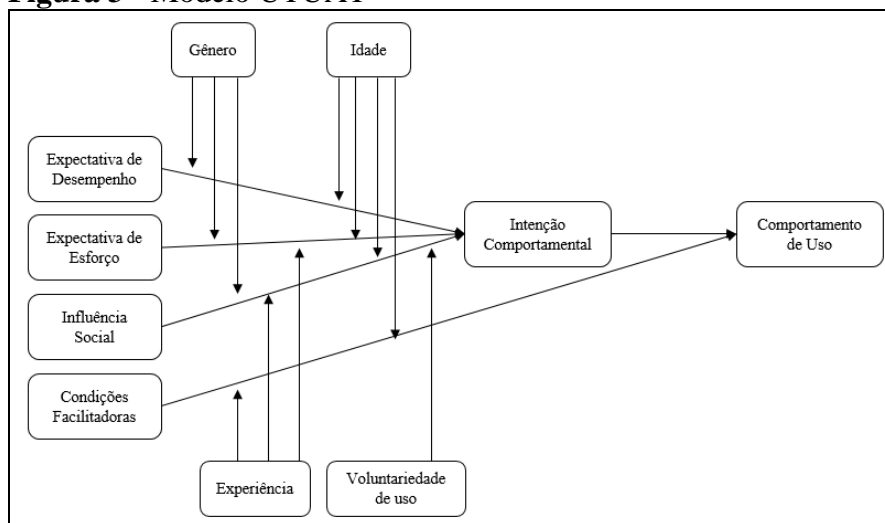 Figura 3 - Modelo UTUAT
Gênero
Idade
Expectativa de
Desempenho
Expectativa de
Esforço
Intenção
Comportamental
Comportamento
de Uso
Influência
Social
Condições
Facilitadoras
Experiência
Voluntariedade
de uso